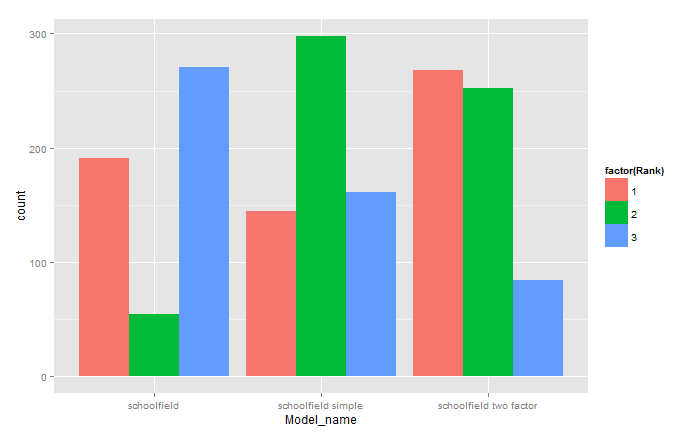 300
200
100
0
count
schoolfield
schoolfield simple
schoolfield two factor
Model_name
factor(Rank)
1
2
3